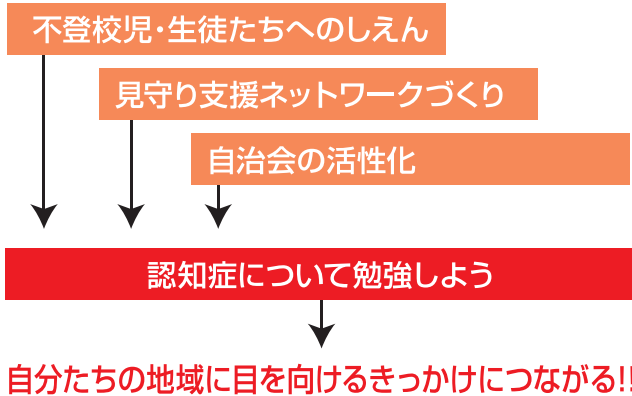 不登校児・生徒たちへのしえん
見守り支援ネットワークづくり
自治会の活性化
認知症について勉強しよう
自分たちの地域に目を向けるきっかけにつながる!!